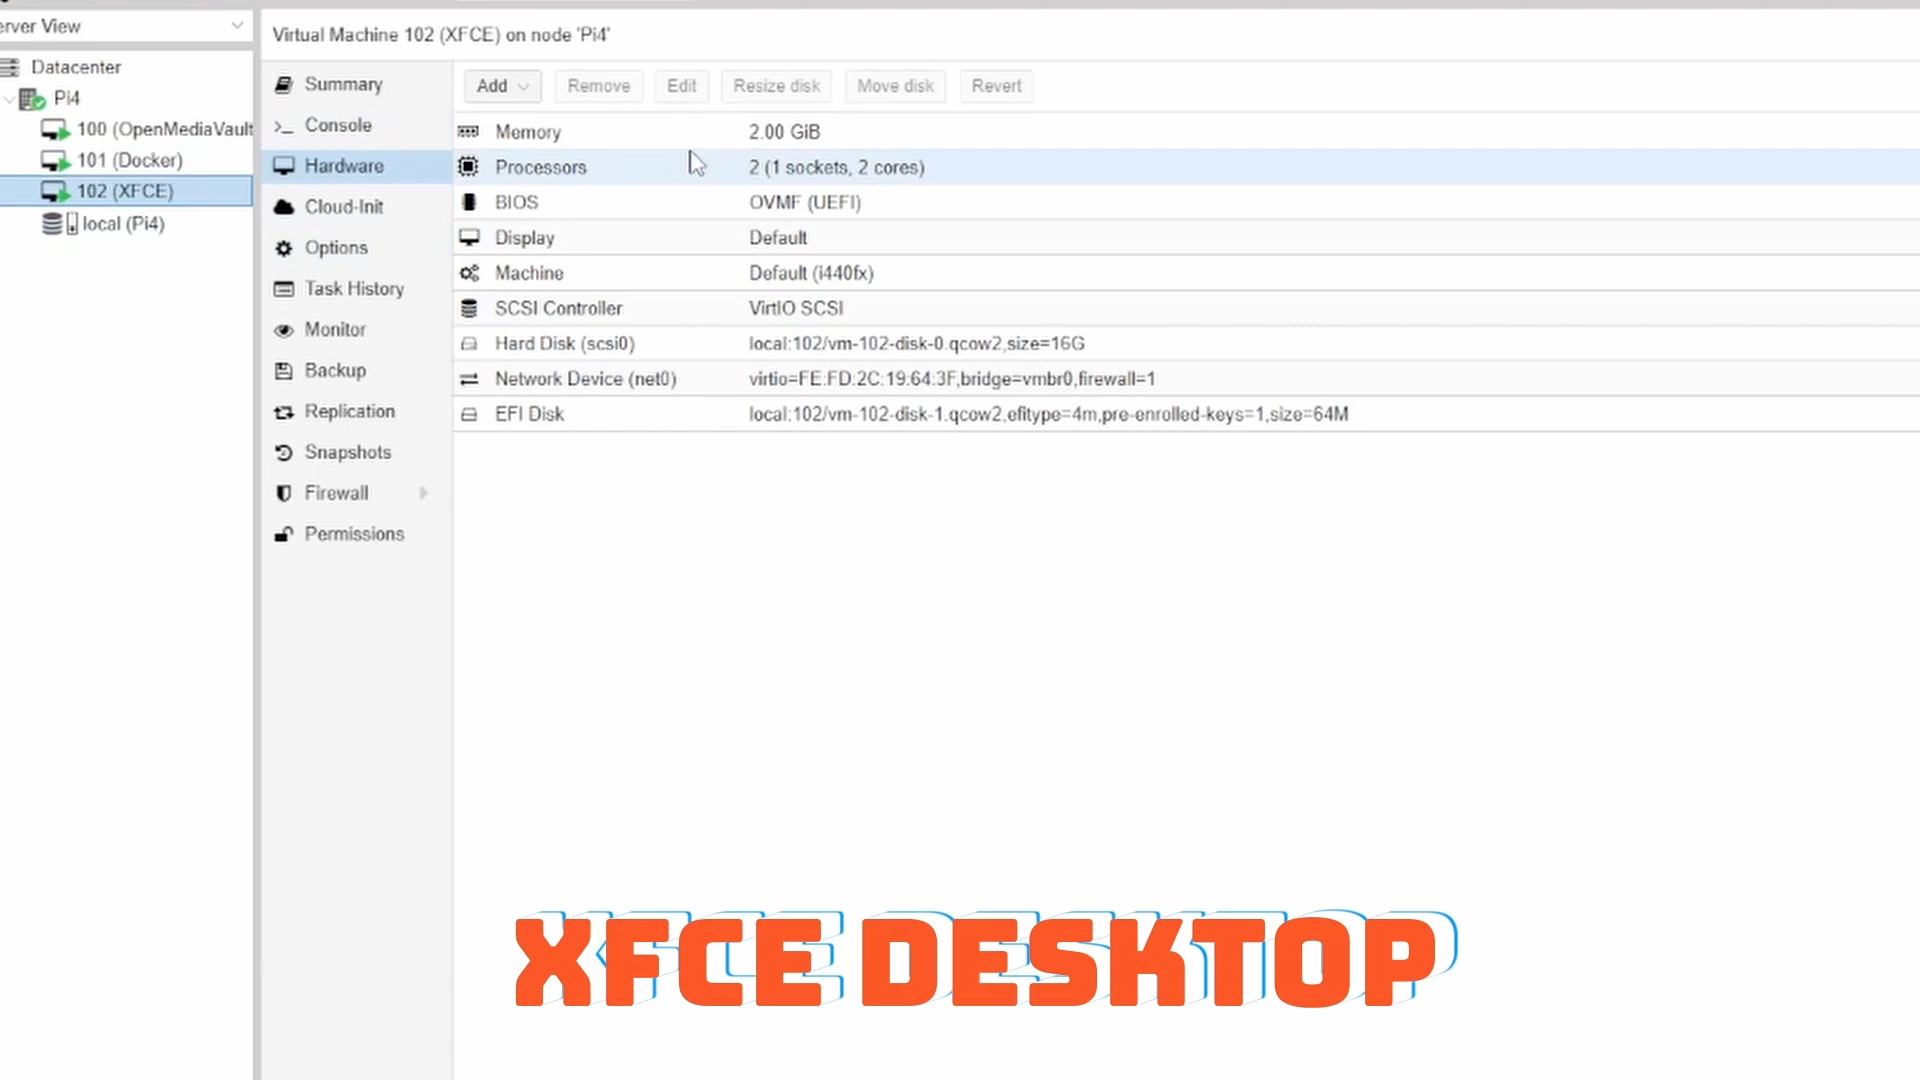 erver View
Datacenter
Pi4
100 (OpenMediaVault
101 (Docker)
102 (XFCE)
local (Pi4)
Virtual Machine 102 (XFCE) on node 'Pi4'
Summary
Console
Hardware
Cloud-Init
Options
Task History
Monitor
Backup
Replication
Snapshots
Firewall
Permissions
Add Remove Edit Resize disk Move disk Revert
Memory 2.00 GiB
Processors 2 (1 sockets, 2 cores)
BIOS OVMF (UEFI)
Display Default
Machine Default (i440fx)
SCSI Controller VirtIO SCSI
Hard Disk (scsi0) local:102/vm-102-disk-0.qcow2,size=16G
Network Device (net0) virtio=FE:FD:2C:19:64:3F,bridge=vmbr0,firewall=1
EFI Disk local:102/vm-102-disk-1.qcow2,efitype=4m,pre-enrolled-keys=1,size=64M
XFCE DESKTOP